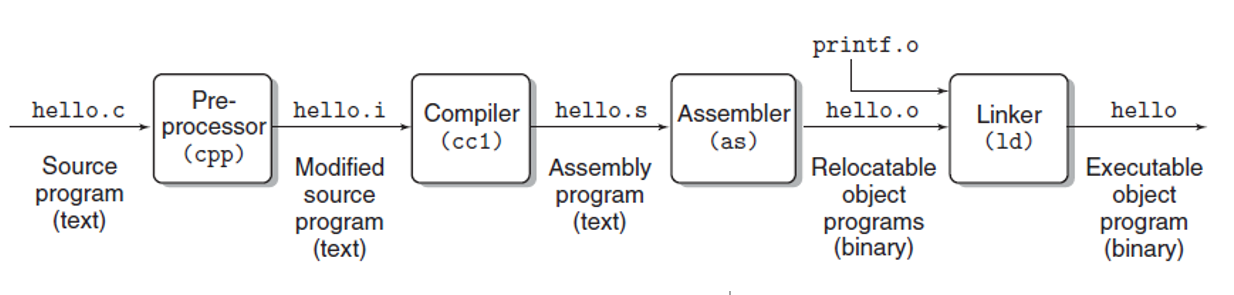 printf.o
hello.c
Pre-
processor
(cpp)
hello.i
Compiler
(cc1)
hello.s
Assembler
(as)
hello.o
Linker
(ld)
hello
Source
program
(text)
Modified
source
program
(text)
Assembly
program
(text)
Relocatable
object
programs
(binary)
Executable
object
program
(binary)